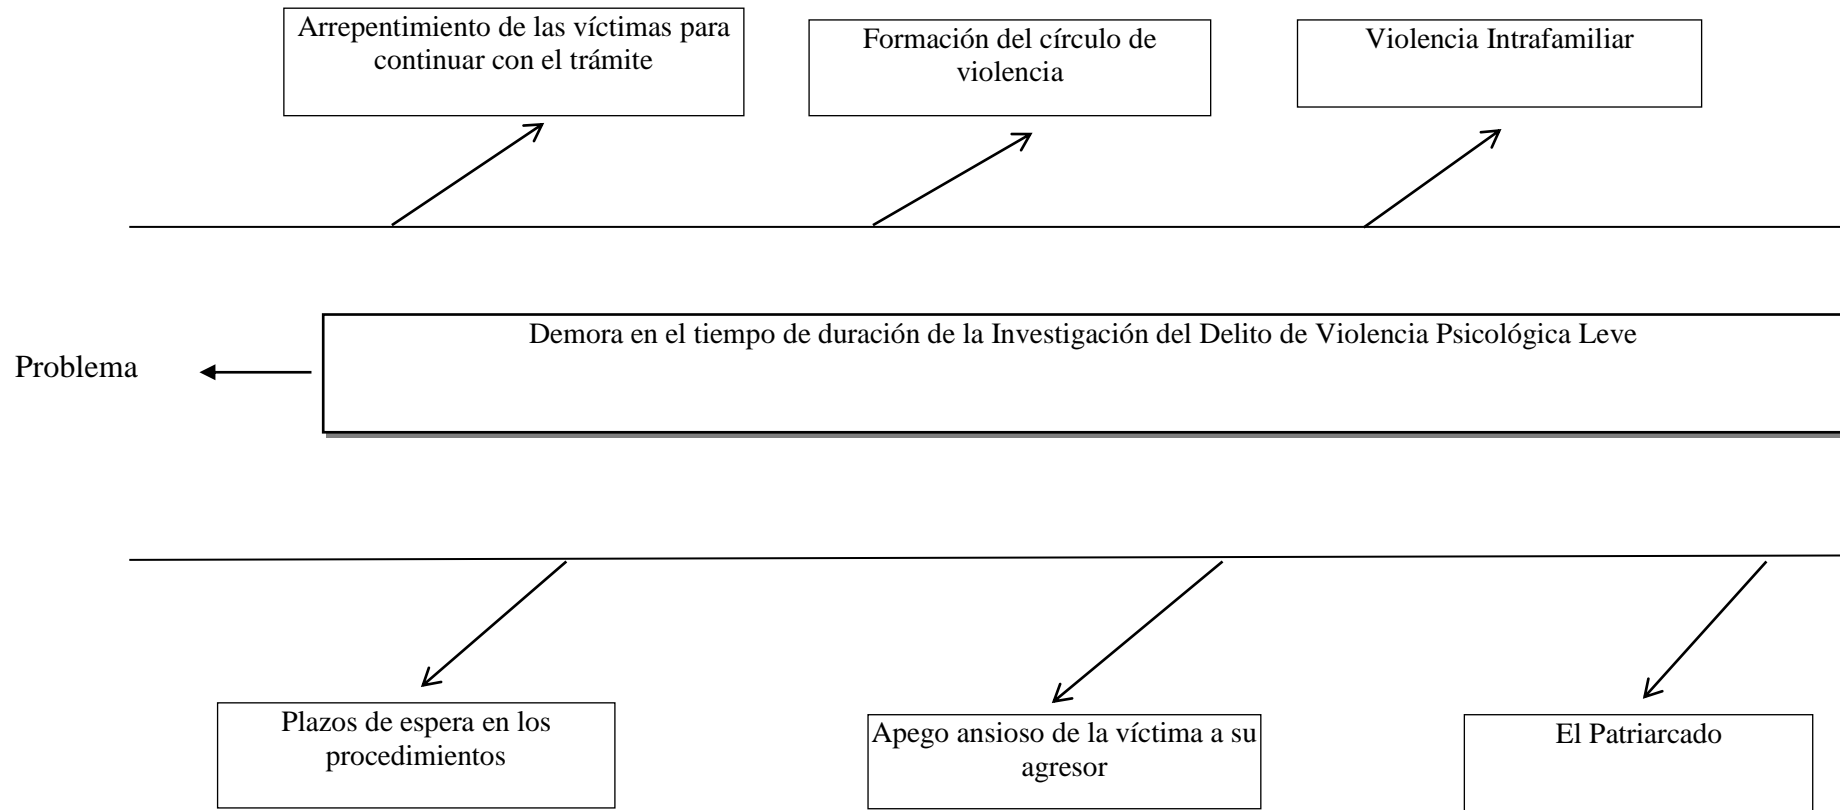 Arrepentimiento de las víctimas para
continuar con el trámite
Formación del círculo de
violencia
Violencia Intrafamiliar
Demora en el tiempo de duración de la Investigación del Delito de Violencia Psicológica Leve
Problema
Plazos de espera en los
procedimientos
Apego ansioso de la víctima a su
agresor
El Patriarcado